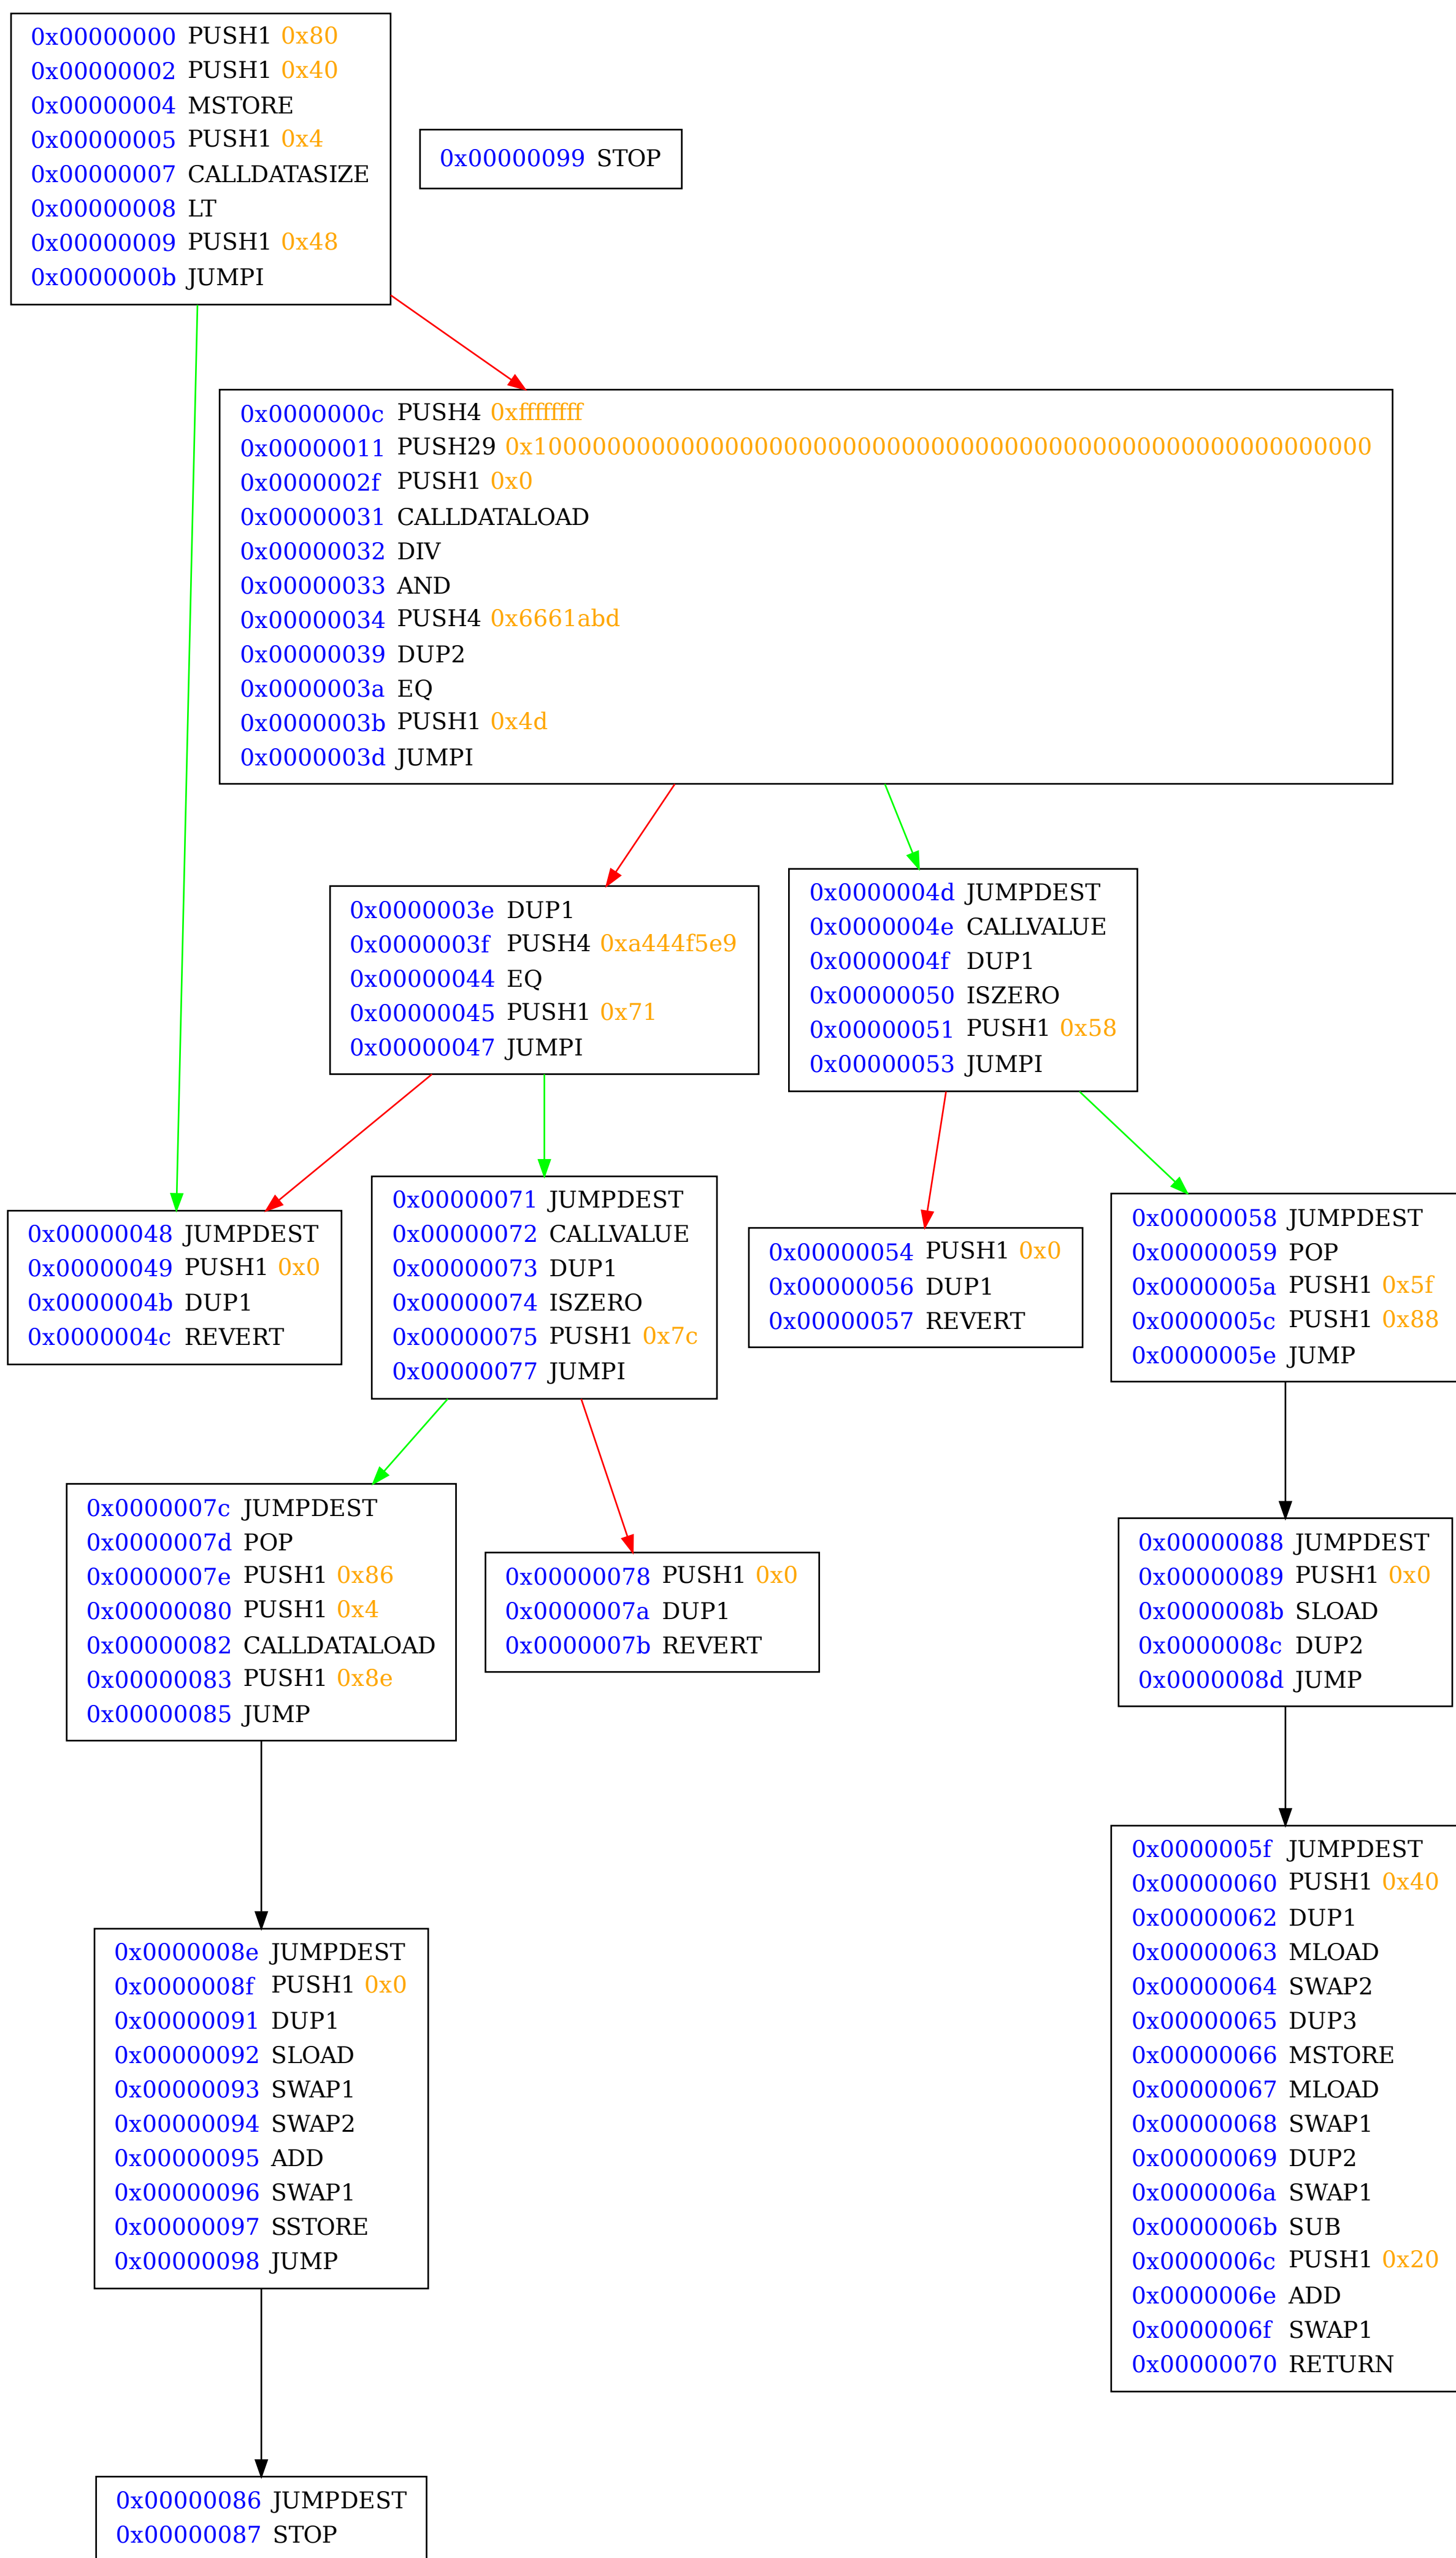 0x00000000 PUSH1 0x80
0x00000002 PUSH1 0x40
0x00000004 MSTORE
0x00000005 PUSH1 0x4
0x00000007 CALLDATASIZE
0x00000008 LT
0x00000009 PUSH1 0x48
0x0000000b JUMPI
0x00000099 STOP
0x0000000c PUSH4 0xffffffff
0x00000011 PUSH29 0x100000000000000000000000000000000000000000000000000000000
0x0000002f PUSH1 0x0
0x00000031 CALLDATALOAD
0x00000032 DIV
0x00000033 AND
0x00000034 PUSH4 0x6661abd
0x00000039 DUP2
0x0000003a EQ
0x0000003b PUSH1 0x4d
0x0000003d JUMPI
0x0000003e DUP1
0x0000003f PUSH4 0xa444f5e9
0x00000044 EQ
0x00000045 PUSH1 0x71
0x00000047 JUMPI
0x0000004d JUMPDEST
0x0000004e CALLVALUE
0x0000004f DUP1
0x00000050 ISZERO
0x00000051 PUSH1 0x58
0x00000053 JUMPI
0x00000048 JUMPDEST
0x00000049 PUSH1 0x0
0x0000004b DUP1
0x0000004c REVERT
0x00000071 JUMPDEST
0x00000072 CALLVALUE
0x00000073 DUP1
0x00000074 ISZERO
0x00000075 PUSH1 0x7c
0x00000077 JUMPI
0x00000054 PUSH1 0x0
0x00000056 DUP1
0x00000057 REVERT
0x00000058 JUMPDEST
0x00000059 POP
0x0000005a PUSH1 0x5f
0x0000005c PUSH1 0x88
0x0000005e JUMP
0x0000007c JUMPDEST
0x0000007d POP
0x0000007e PUSH1 0x86
0x00000080 PUSH1 0x4
0x00000082 CALLDATALOAD
0x00000083 PUSH1 0x8e
0x00000085 JUMP
0x00000078 PUSH1 0x0
0x0000007a DUP1
0x0000007b REVERT
0x00000088 JUMPDEST
0x00000089 PUSH1 0x0
0x0000008b SLOAD
0x0000008c DUP2
0x0000008d JUMP
0x0000008e JUMPDEST
0x0000008f PUSH1 0x0
0x00000091 DUP1
0x00000092 SLOAD
0x00000093 SWAP1
0x00000094 SWAP2
0x00000095 ADD
0x00000096 SWAP1
0x00000097 SSTORE
0x00000098 JUMP
0x0000005f JUMPDEST
0x00000060 PUSH1 0x40
0x00000062 DUP1
0x00000063 MLOAD
0x00000064 SWAP2
0x00000065 DUP3
0x00000066 MSTORE
0x00000067 MLOAD
0x00000068 SWAP1
0x00000069 DUP2
0x0000006a SWAP1
0x0000006b SUB
0x0000006c PUSH1 0x20
0x0000006e ADD
0x0000006f SWAP1
0x00000070 RETURN
0x00000086 JUMPDEST
0x00000087 STOP